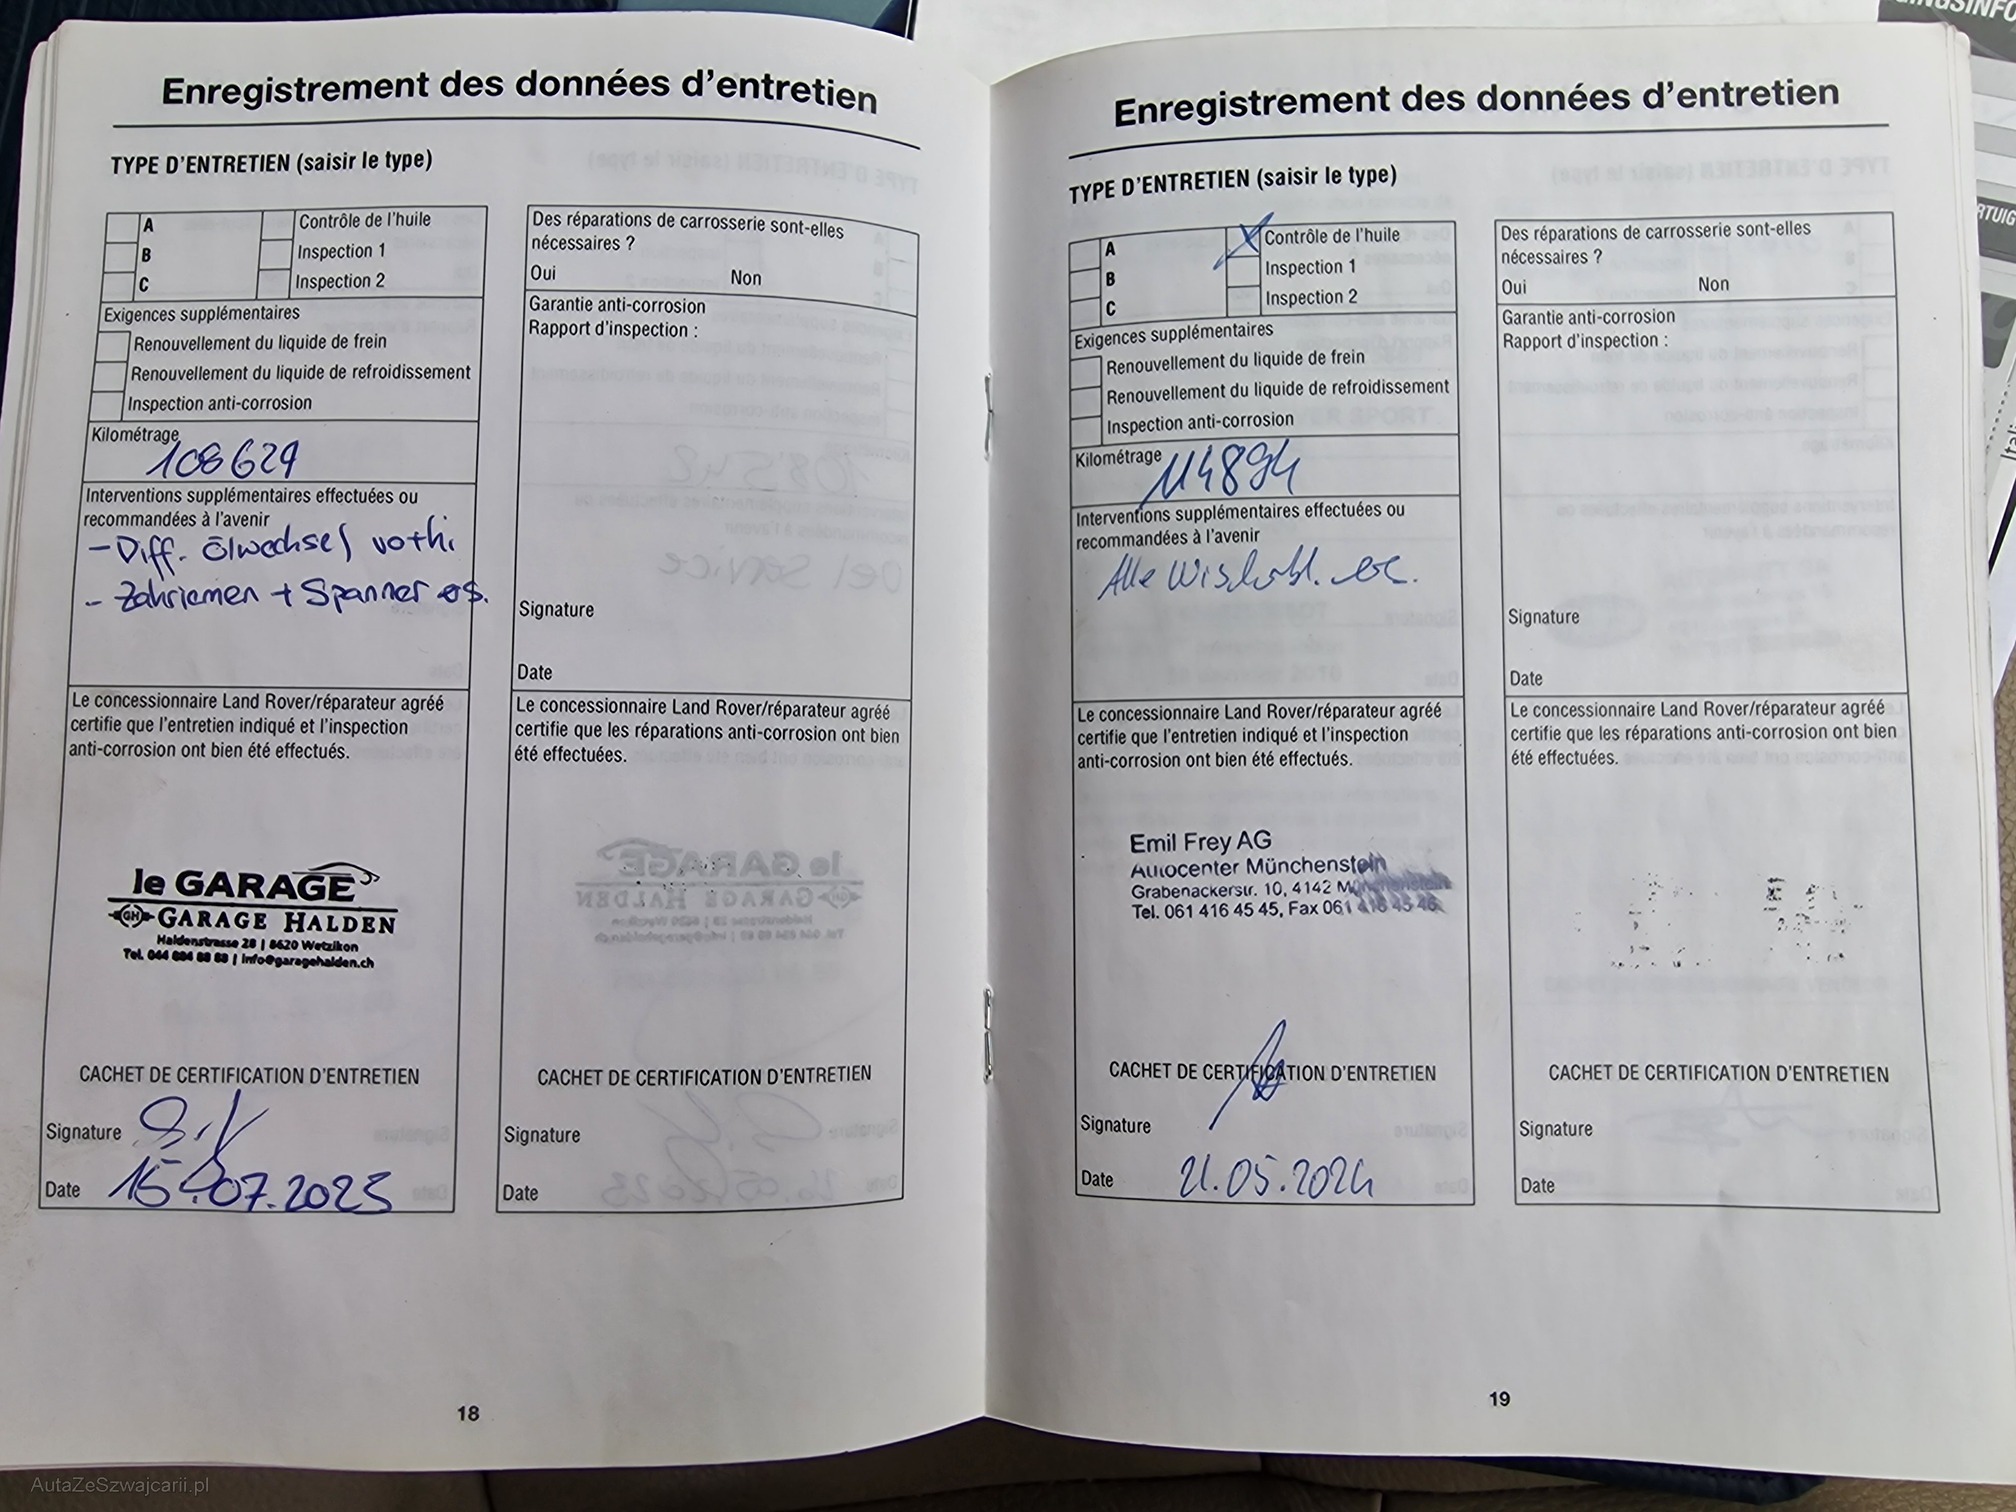 INGSINFO
RTUIG
Enregistrement des données d'entretien
TYPE D'ENTRETIEN (saisir le type)
A
B
C
Contrôle de l'huile
Inspection 1
Inspection 2
Exigences supplémentaires
Renouvellement du liquide de frein
Renouvellement du liquide de refroidissement
Inspection anti-corrosion
Kilométrage
108629
Interventions supplémentaires effectuées ou
recommandées à l'avenir
- Diff. Ölwechsel
- Zahriemen + Spanner
Le concessionnaire Land Rover/réparateur agréé
certifie que l'entretien indiqué et l'inspection
anti-corrosion ont bien été effectués.
le GARAGE
GH GARAGE HALDEN
Haldenstrasse 28 | 8620 Wetzikon
Tel. 044 | info@garagehalden.ch
CACHET DE CERTIFICATION D'ENTRETIEN
Signature
Date 15.07.2023
Des réparations de carrosserie sont-elles
nécessaires ?
Oui Non
Garantie anti-corrosion
Rapport d'inspection :
Signature
Date
Le concessionnaire Land Rover/réparateur agréé
certifie que les réparations anti-corrosion ont bien
été effectuées.
CACHET DE CERTIFICATION D'ENTRETIEN
Signature
Date
18
Enregistrement des données d'entretien
TYPE D'ENTRETIEN (saisir le type)
A
B
C
X Contrôle de l'huile
Inspection 1
Inspection 2
Exigences supplémentaires
Renouvellement du liquide de frein
Renouvellement du liquide de refroidissement
Inspection anti-corrosion
Kilométrage
114894
Interventions supplémentaires effectuées ou
recommandées à l'avenir
Alle
Le concessionnaire Land Rover/réparateur agréé
certifie que l'entretien indiqué et l'inspection
anti-corrosion ont bien été effectués.
Emil Frey AG
Autocenter Münchenstein
Grabenackerstr. 10, 4142 Münchenstein
Tel. 061 416 45 45, Fax 061 416 45 46
CACHET DE CERTIFICATION D'ENTRETIEN
Signature
Date 21.05.2024
Des réparations de carrosserie sont-elles
nécessaires ?
Oui Non
Garantie anti-corrosion
Rapport d'inspection :
Signature
Date
Le concessionnaire Land Rover/réparateur agréé
certifie que les réparations anti-corrosion ont bien
été effectuées.
CACHET DE CERTIFICATION D'ENTRETIEN
Signature
Date
19
AutaZeSzwajcarii.pl